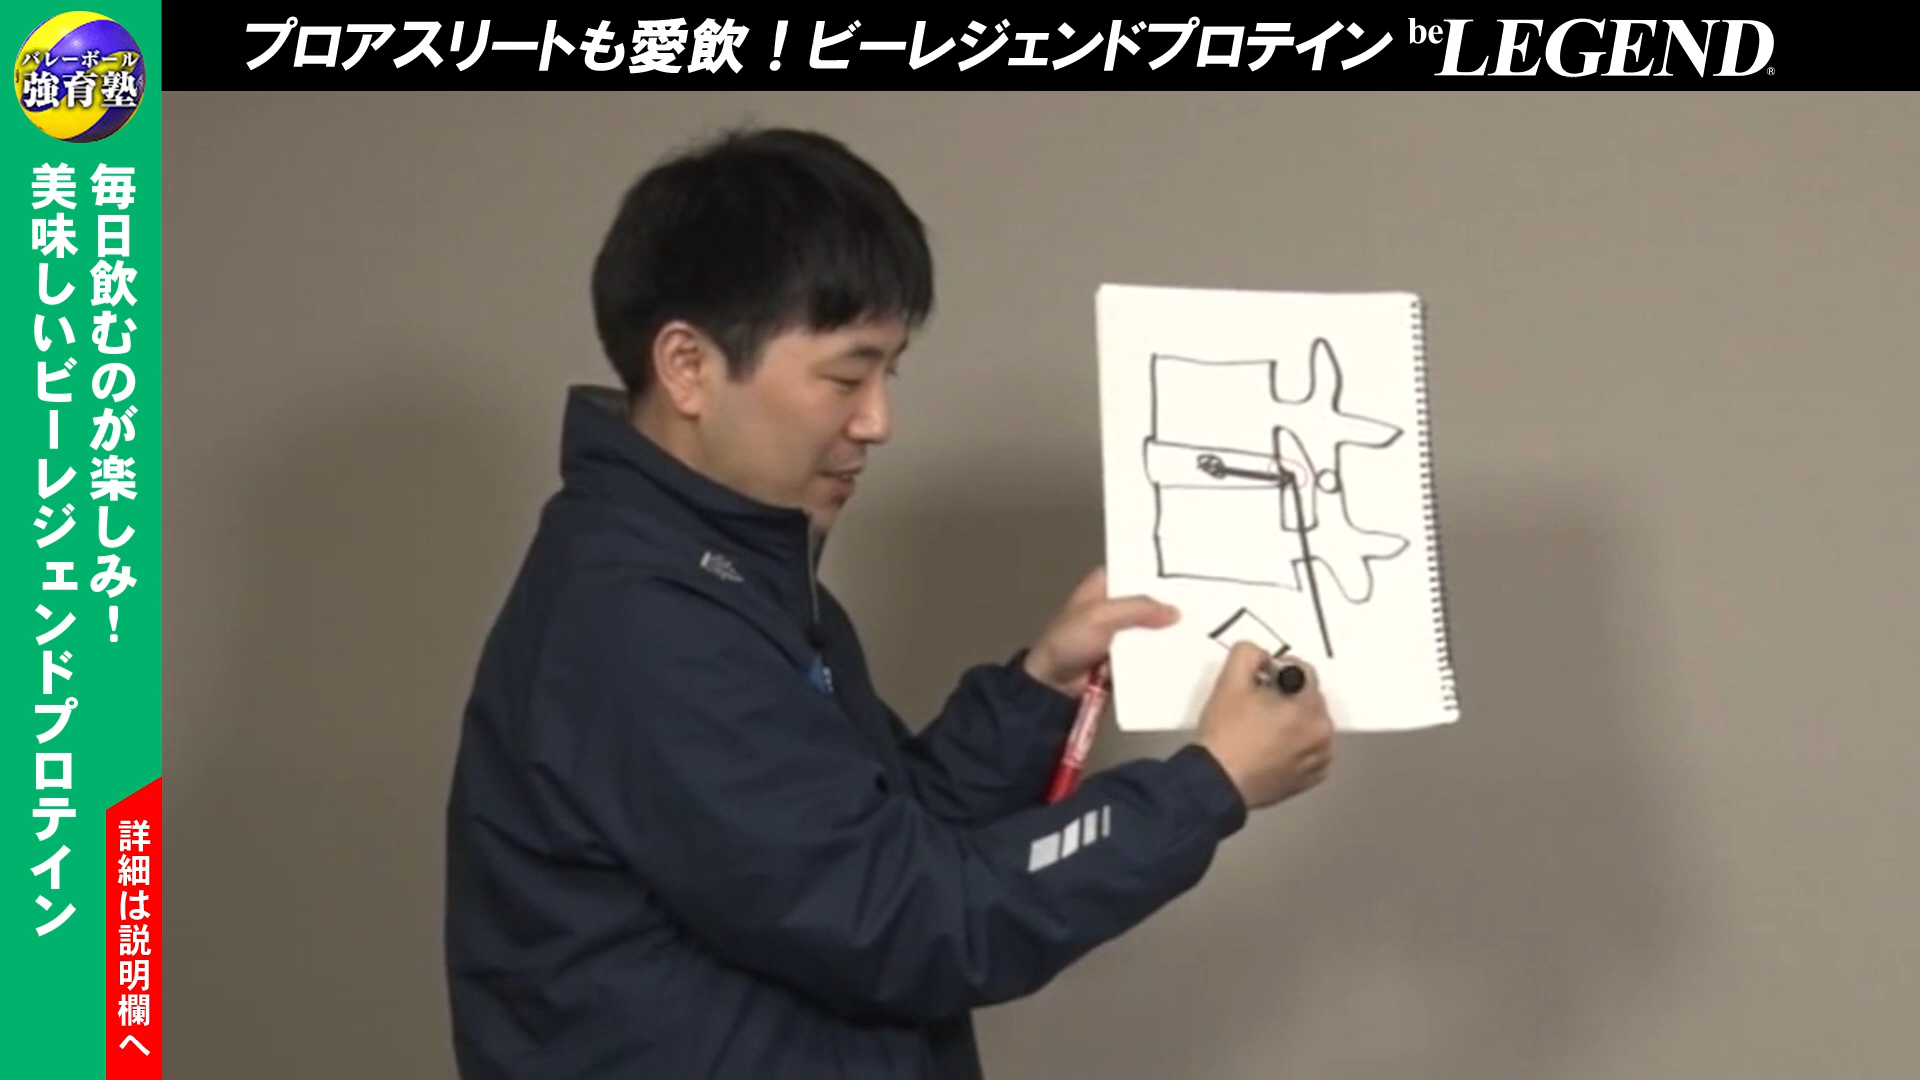 プロアスリートも愛飲！ビーレジェンドプロテイン be LEGEND®
バレーボール
強育塾
毎日飲むのが楽しみ！
美味しいビーレジェンドプロテイン
詳細は説明欄へ